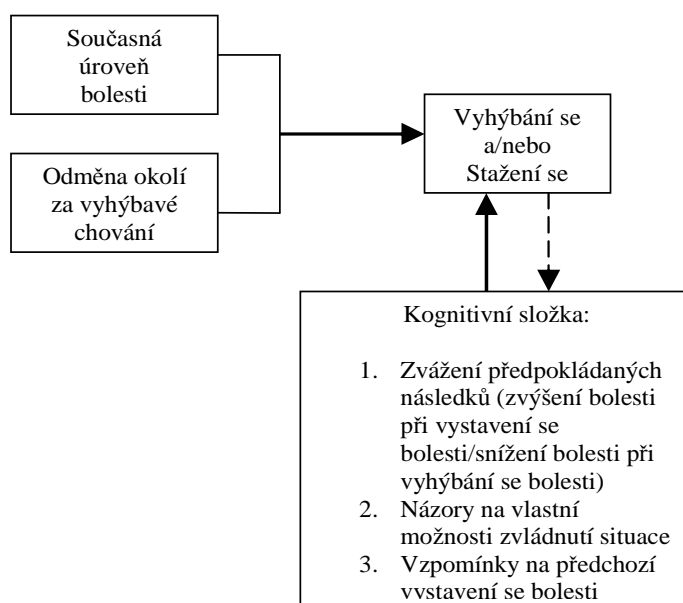 Současná
úroveň
bolesti
Odměna okolí
za vyhýbavé
chování
Vyhýbání se
a/nebo
Stažení se
Kognitivní složka:
1. Zvážení předpokládaných
následků (zvýšení bolesti
při vystavení se
bolesti/snížení bolesti při
vyhýbání se bolesti)
2. Názory na vlastní
možnosti zvládnutí situace
3. Vzpomínky na předchozí
vystavení se bolesti